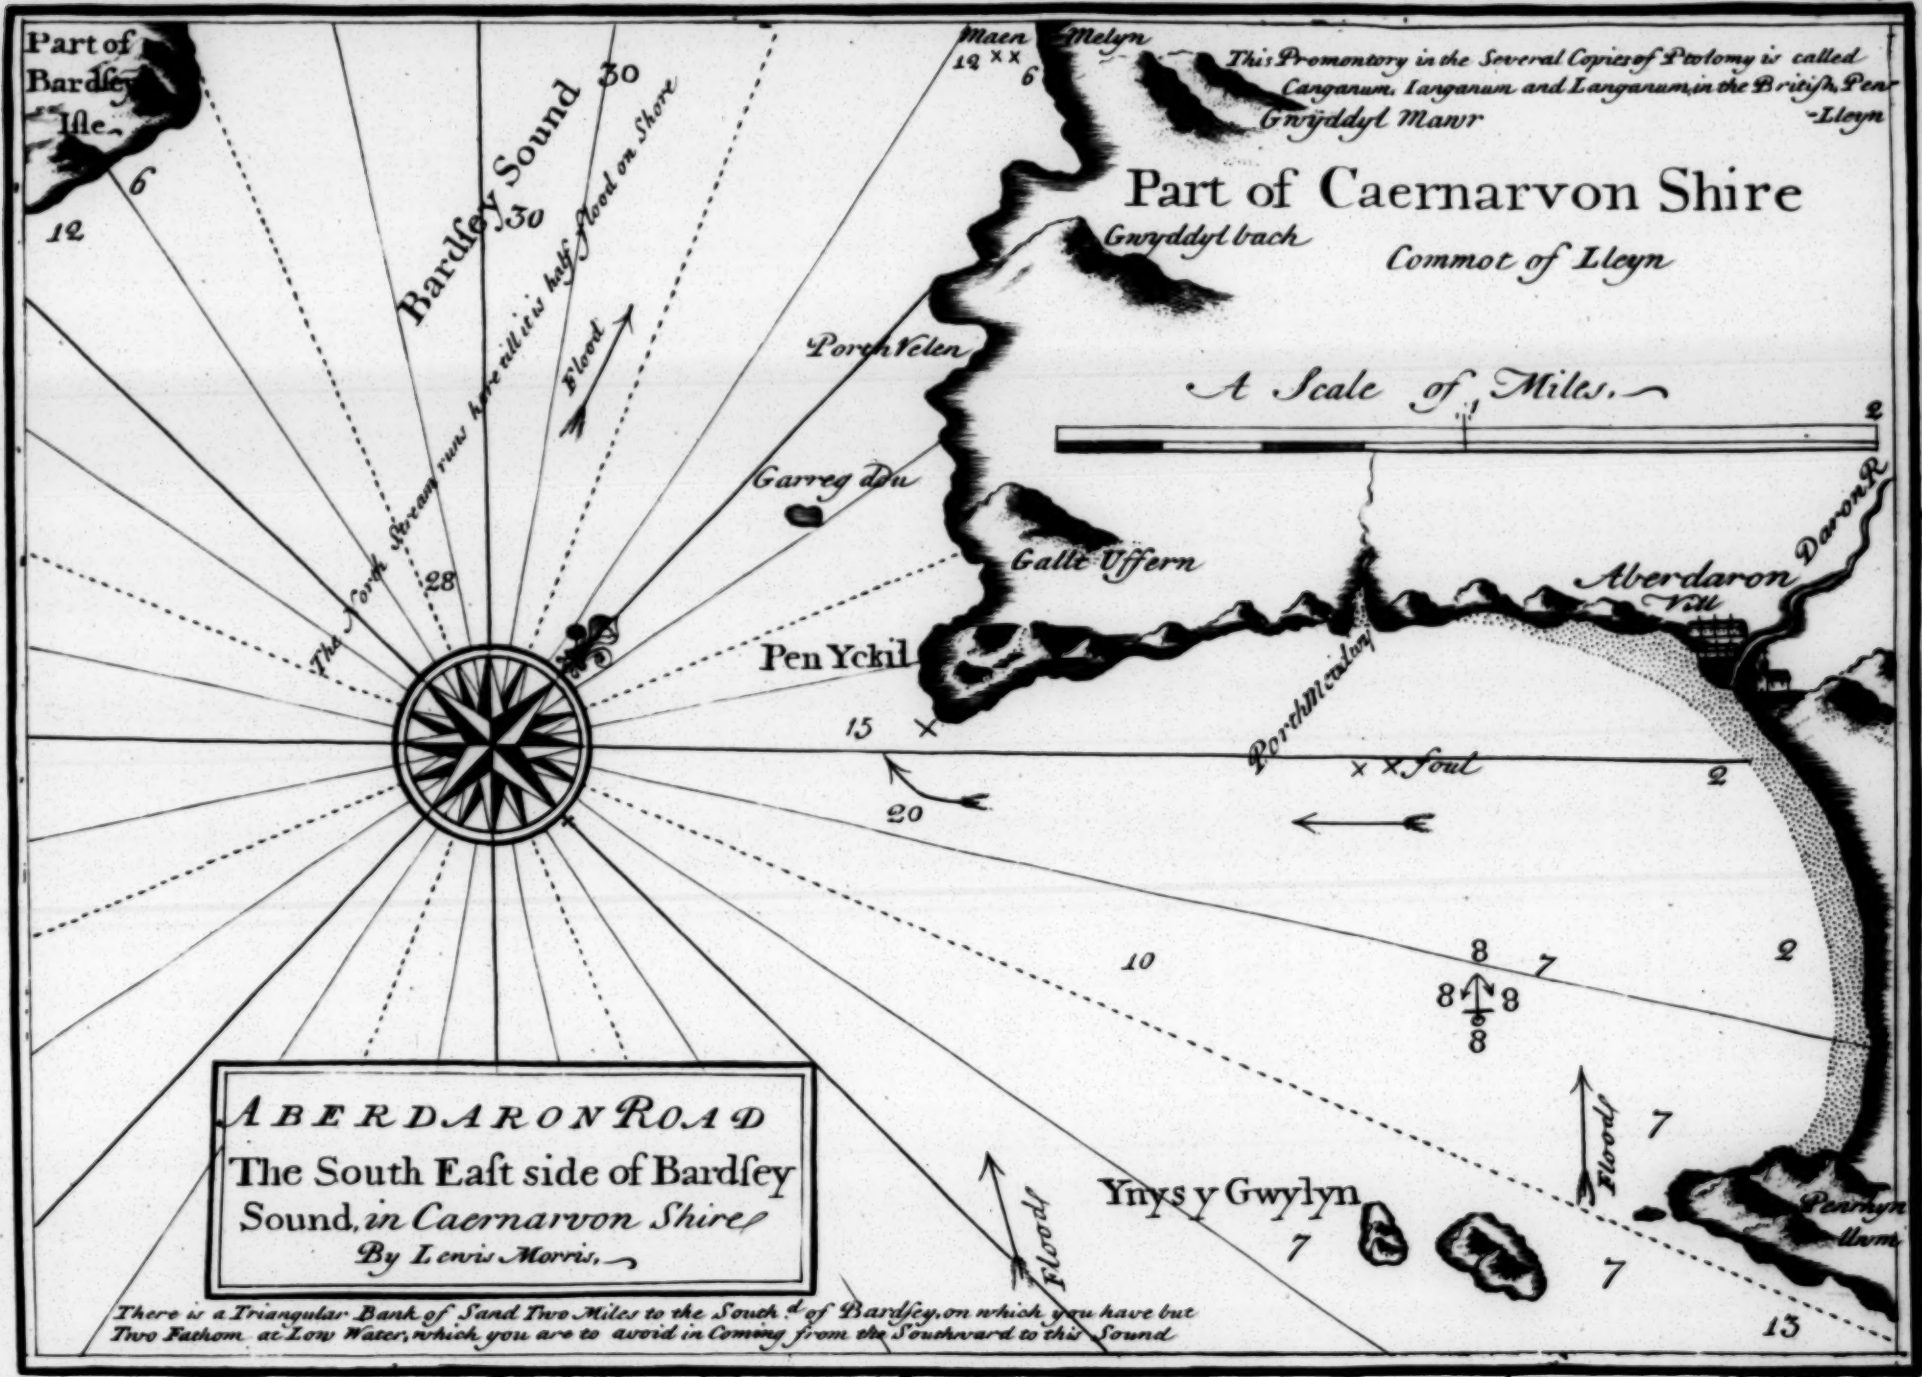 Part of
Bardſey
Iſle
6
12
Bardſey Sound
30
30
The North Stream runs here till it is half flood on Shore
Flood
28
Maen Melyn
12
6
This Promontory in the Several Copies of Ptolomy is called
Canganum, Ianganum and Langanum, in the Britiſh, Pen
-Lleyn
Gwÿddyl Mawr
Part of Caernarvon Shire
Gwyddyl bach
Commot of Lleyn
Porth Velen
A Scale of Miles.
1
2
Garreg ddu
Gallt Uffern
Daron R
Aberdaron
Vill
Pen Yckil
Porth
15
foul
2
20
10
8
7
2
8
8
8
Flood
7
Ynys y Gwylyn
7
Flood
7
Penrhyn
13
ABERDARON ROAD
The South Eaſt side of Bardſey
Sound, in Caernarvon Shire
By Lewis Morris.
There is a Triangular Bank of Sand Two Miles to the South.d of Bardſey, on which you have but
Two Fathom at Low Water, which you are to avoid in Coming from the Southward to this Sound